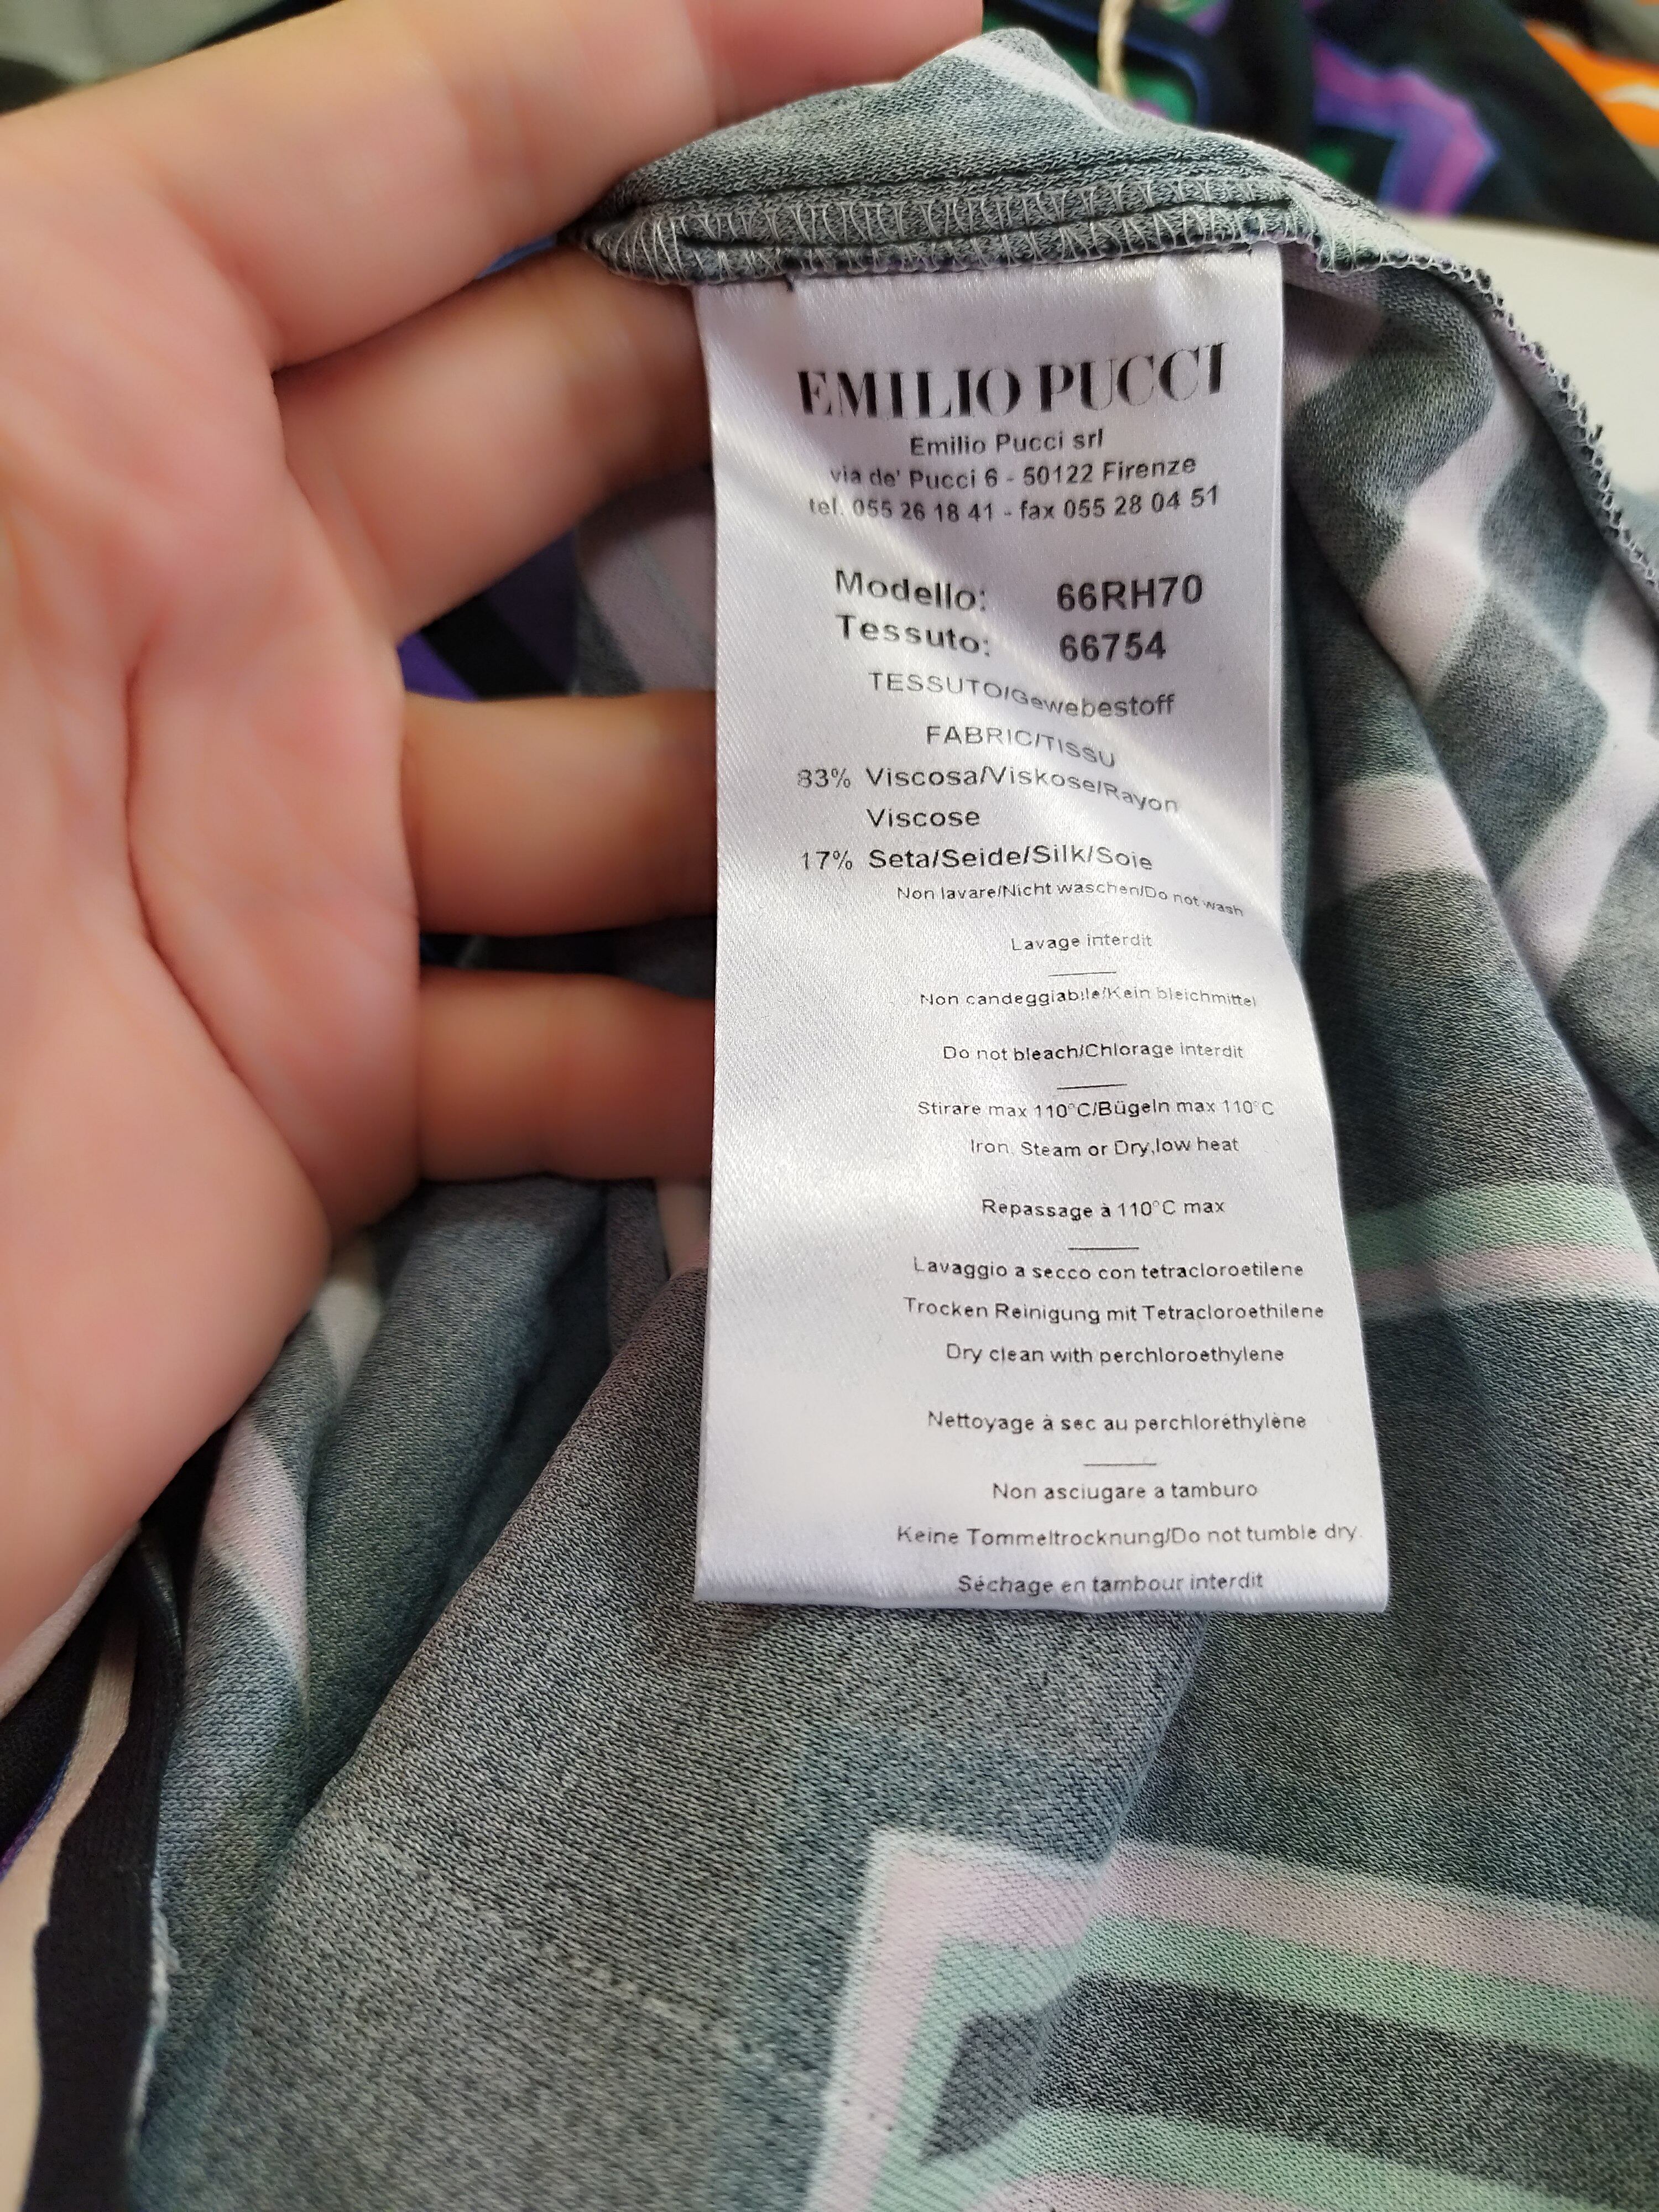 EMILIO PUCCI
Emilio Pucci srl
via de' Pucci 6 - 50122 Firenze
tel. 055 26 18 41 - fax 055 28 04 51
Modello: 66RH70
Tessuto: 66754
TESSUTO/Gewebestoff
FABRIC/TISSU
83% Viscosa/Viskose/Rayon
Viscose
17% Seta/Seide/Silk/Soie
Non lavare/Nicht waschen/Do not wash
Lavage interdit
Non candeggiabile/Kein bleichmittel
Do not bleach/Chlorage interdit
Stirare max 110°C/Bügeln max 110°C
Iron. Steam or Dry,low heat
Repassage à 110°C max
Lavaggio a secco con tetracloroetilene
Trocken Reinigung mit Tetracloroethilene
Dry clean with perchloroethylene
Nettoyage à sec au perchloréthylène
Non asciugare a tamburo
Keine Tommeltrocknung/Do not tumble dry.
Séchage en tambour interdit